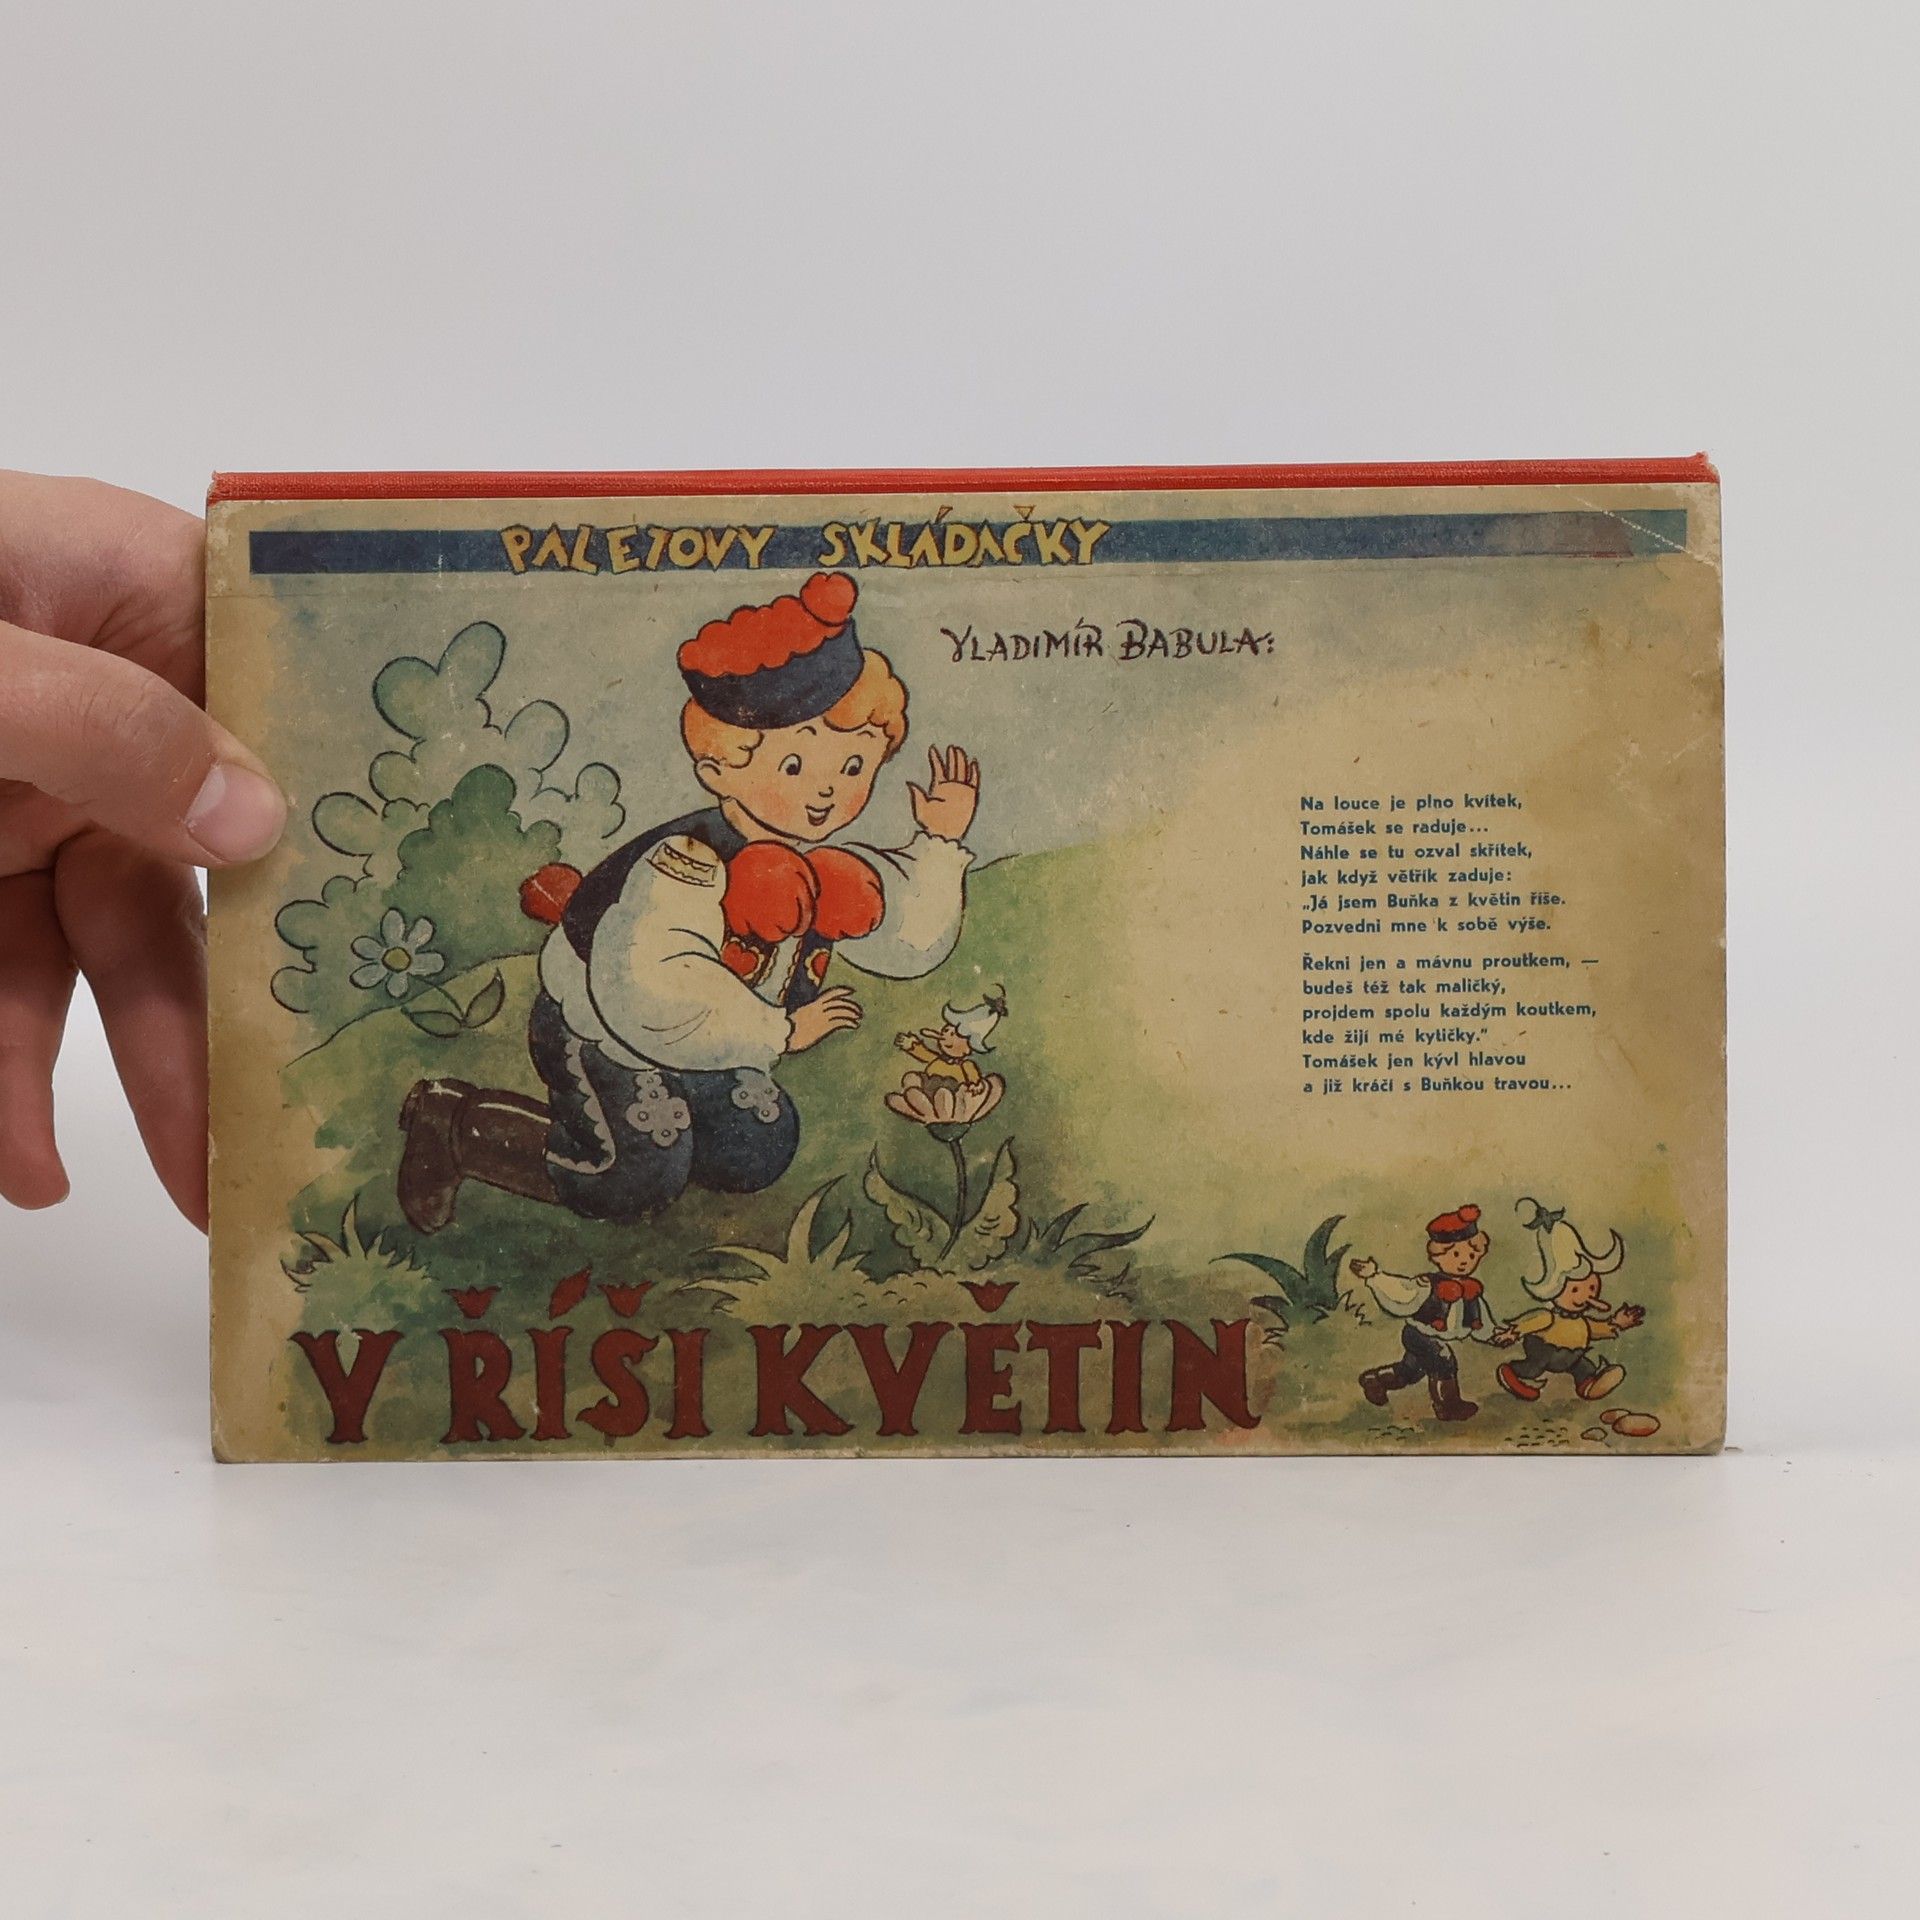 PALETOVY SKLÁDAČKY
VLADIMÍR BABULA:
Na louce je plno kvítek,
Tomášek se raduje...
Náhle se tu ozval skřítek,
jak když větřík zaduje:
„Já jsem Buňka z květin říše.
Pozvedni mne k sobě výše.
Řekni jen a mávnu proutkem, —
budeš též tak maličký,
projdem spolu každým koutkem,
kde žijí mé kytičky."
Tomášek jen kývl hlavou
a již kráčí s Buňkou travou...
V ŘÍŠI KVĚTIN